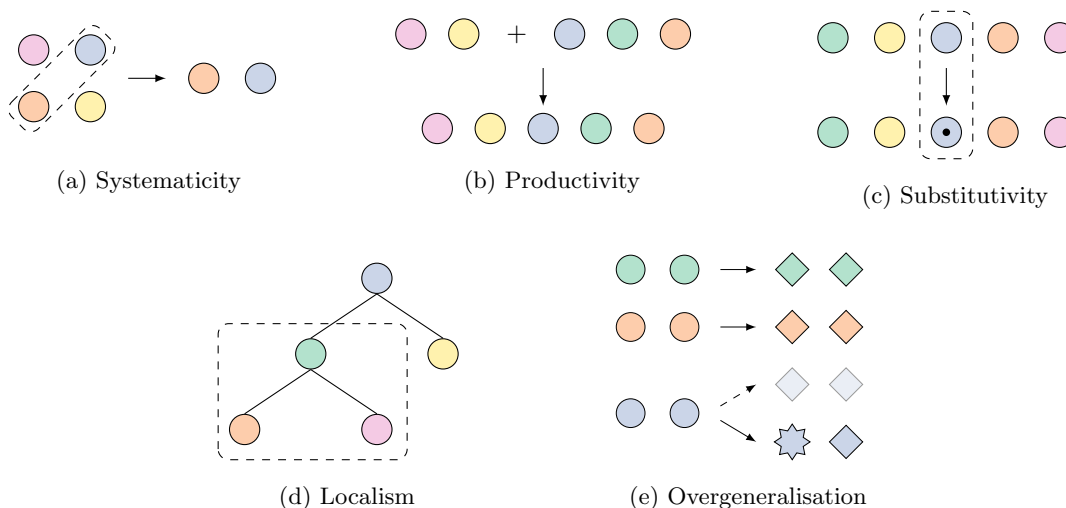 +
(a) Systematicity
(b) Productivity
(c) Substitutivity
(d) Localism
(e) Overgeneralisation